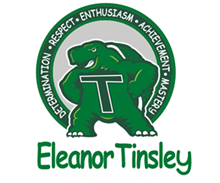 DETERMINATION • RESPECT • ENTHUSIASM • ACHIEVEMENT • MASTERY
T
Eleanor Tinsley